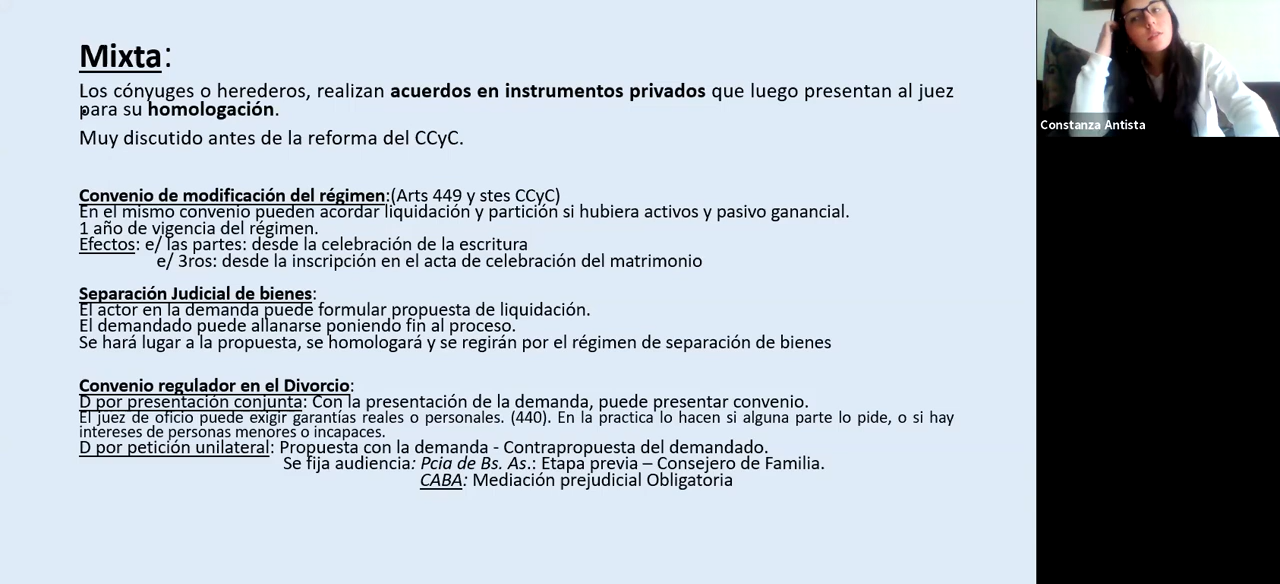 Mixta:
Los cónyuges o herederos, realizan acuerdos en instrumentos privados que luego presentan al juez
para su homologación.
Muy discutido antes de la reforma del CCyC.
Convenio de modificación del régimen:(Arts 449 y stes CCyC)
En el mismo convenio pueden acordar liquidación y partición si hubiera activos y pasivo ganancial.
1 año de vigencia del régimen.
Efectos: e/ las partes: desde la celebración de la escritura
e/ 3ros: desde la inscripción en el acta de celebración del matrimonio
Separación Judicial de bienes:
El actor en la demanda puede formular propuesta de liquidación.
El demandado puede allanarse poniendo fin al proceso.
Se hará lugar a la propuesta, se homologará y se regirán por el régimen de separación de bienes
Convenio regulador en el Divorcio:
D por presentación conjunta: Con la presentación de la demanda, puede presentar convenio.
El juez de oficio puede exigir garantías reales o personales. (440). En la practica lo hacen si alguna parte lo pide, o si hay
intereses de personas menores o incapaces.
D por petición unilateral: Propuesta con la demanda - Contrapropuesta del demandado.
Se fija audiencia: Pcia de Bs. As.: Etapa previa – Consejero de Familia.
CABA: Mediación prejudicial Obligatoria
Constanza Antista